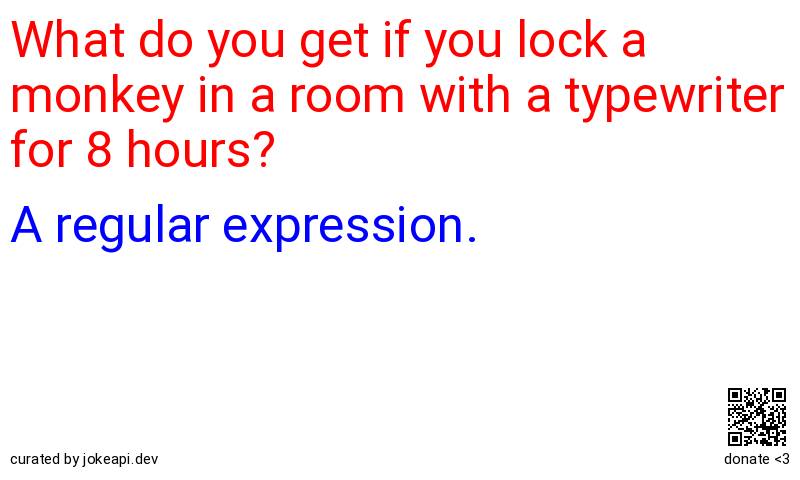 What do you get if you lock a
monkey in a room with a typewriter
for 8 hours?
A regular expression.
curated by jokeapi.dev
donate <3